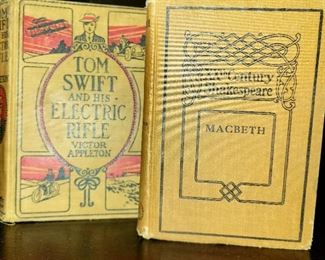 TOM
SWIFT
AND HIS
ELECTRIC
RIFLE
VICTOR
APPLETON
Century
Shakespeare
MACBETH